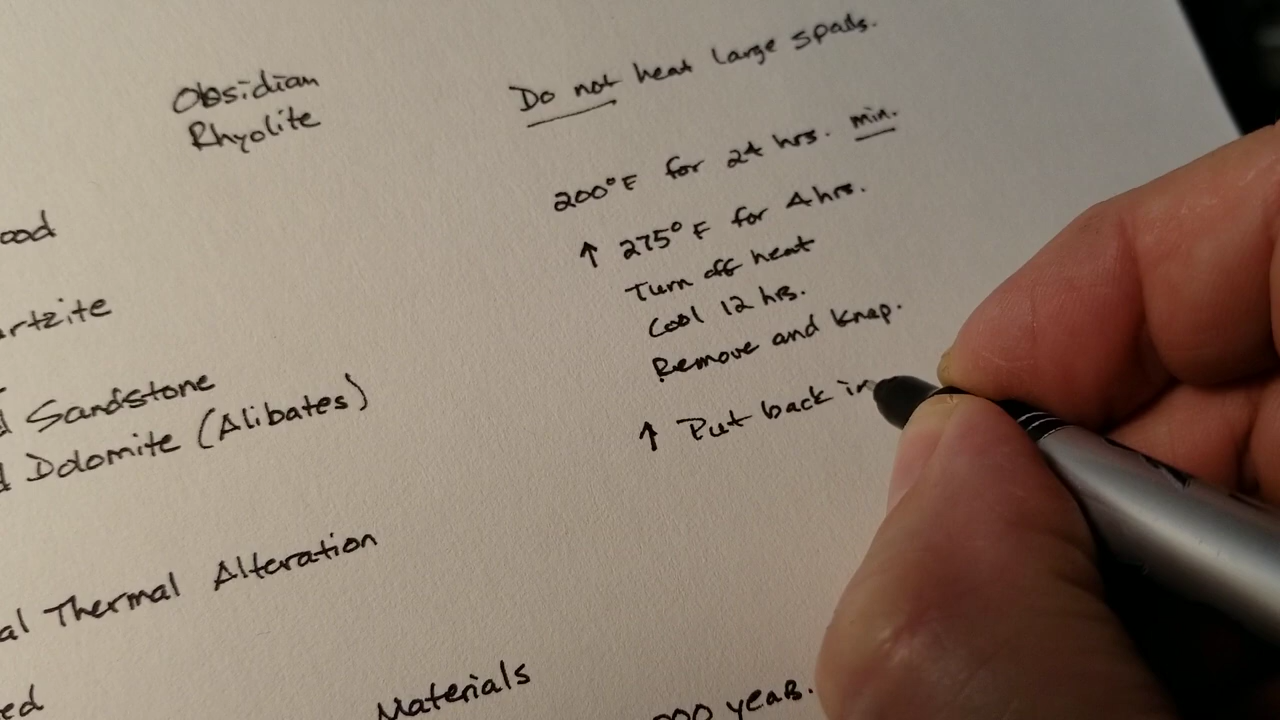 Obsidian
Rhyolite
ood
rtzite
d Sandstone
d Dolomite (Alibates)
al Thermal Alteration
ed
Materials
Do not heat large spalls.
200°F for 24 hrs. min.
↑ 275°F for 4 hrs.
Turn off heat
Cool 12 hrs.
Remove and knap.
↑ Put back in
000 years.